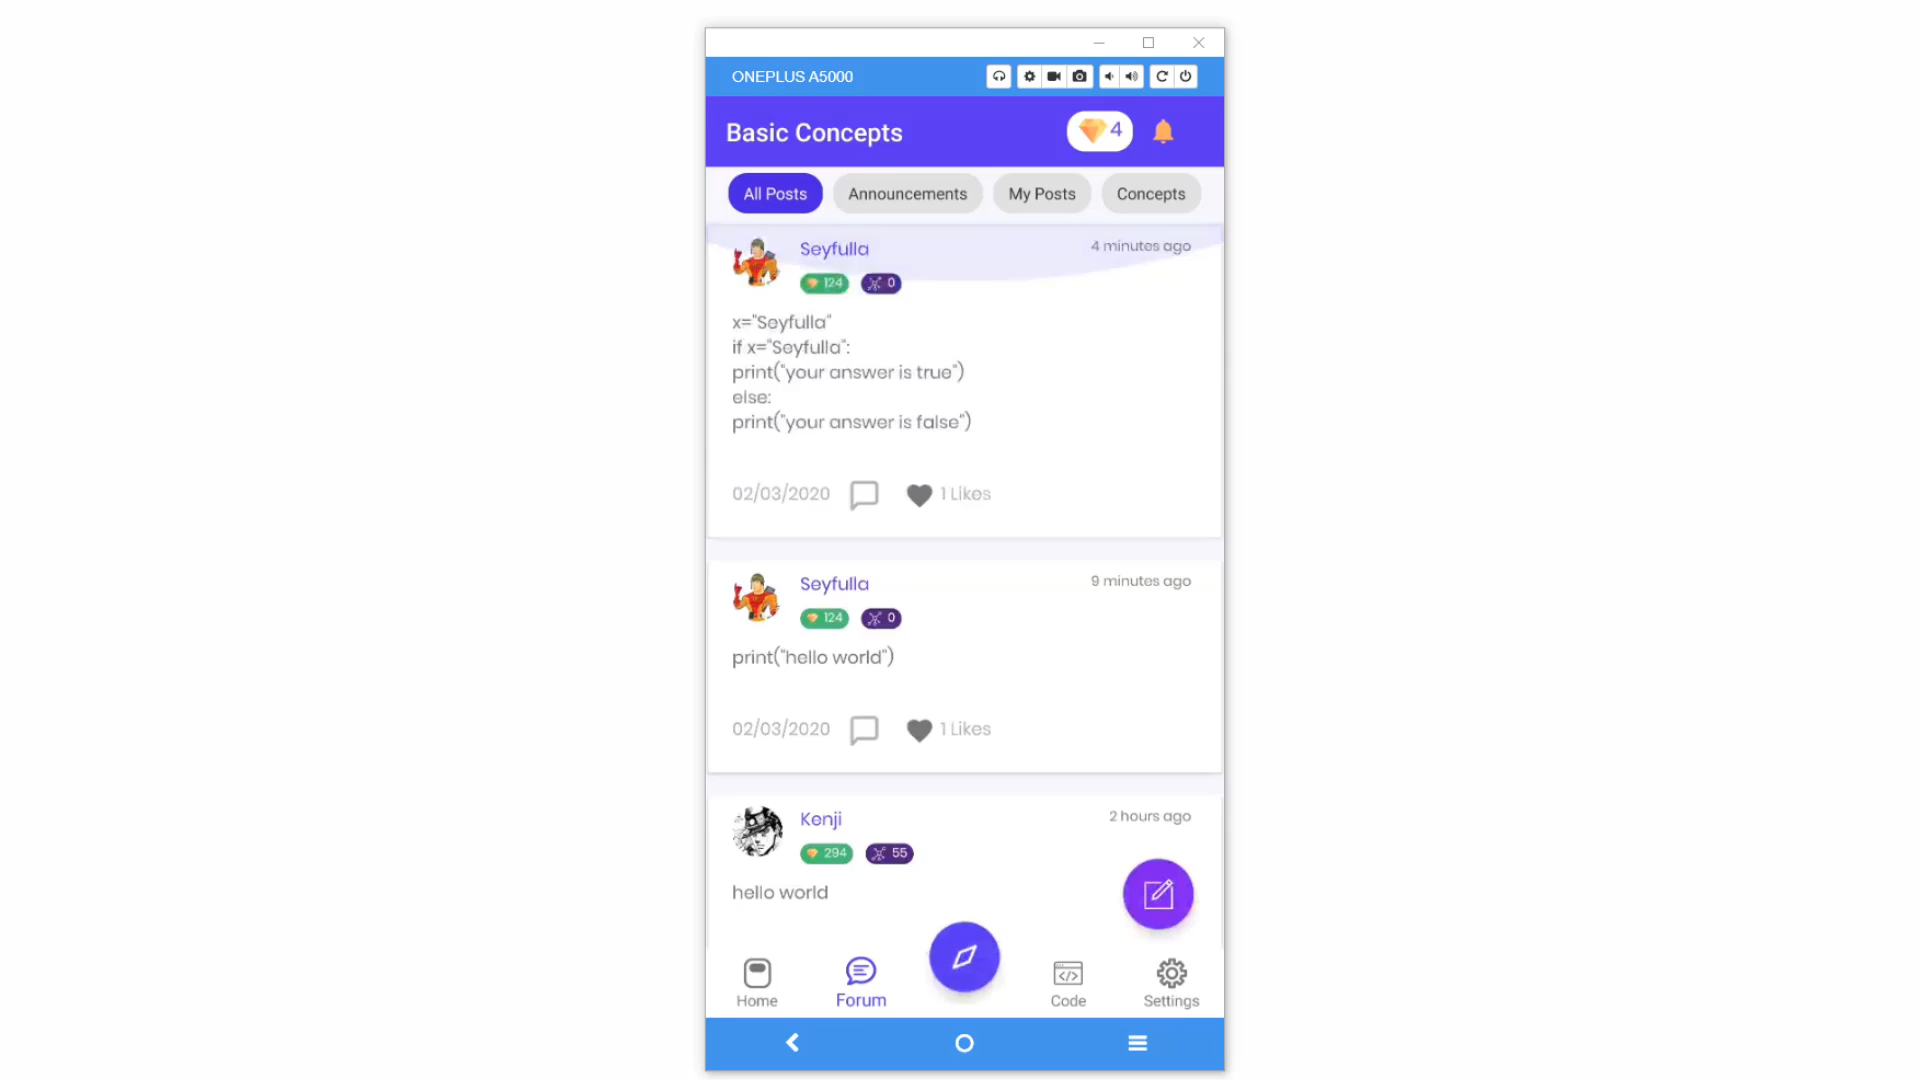 ONEPLUS A5000
Basic Concepts
4
All Posts
Announcements
My Posts
Concepts
Seyfulla
4 minutes ago
124
0
x="Seyfulla"
if x="Seyfulla":
print("your answer is true")
else:
print("your answer is false")
02/03/2020
1 Likes
Seyfulla
9 minutes ago
124
0
print("hello world")
02/03/2020
1 Likes
Kenji
2 hours ago
294
55
hello world
Home
Forum
Code
Settings